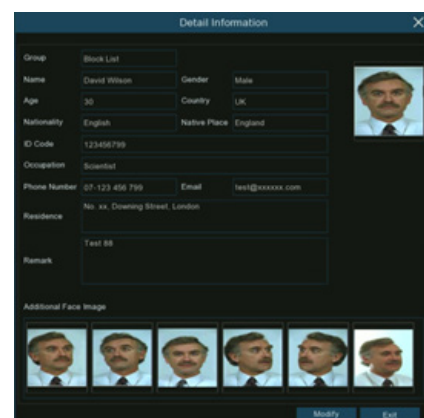 Detail Information
Group Block List
Name David Wilson Gender Male
Age 30 Country UK
Nationality English Native Place England
ID Code 123456799
Occupation Scientist
Phone Number 07-123 456 799 Email test@xxxxxx.com
Residence No. xx, Downing Street, London
Remark Test 88
Additional Face Image
Modify Exit